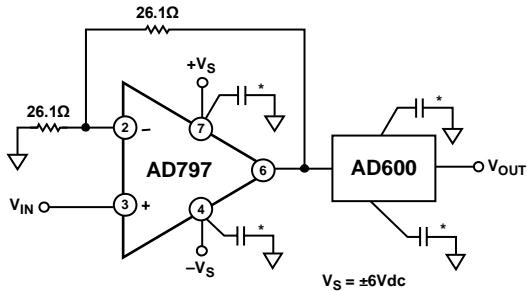 26.1Ω
26.1Ω
+VS
*
2
–
7
AD797
6
AD600
VOUT
VIN
3
+
4
*
*
*
–VS
VS = ±6Vdc